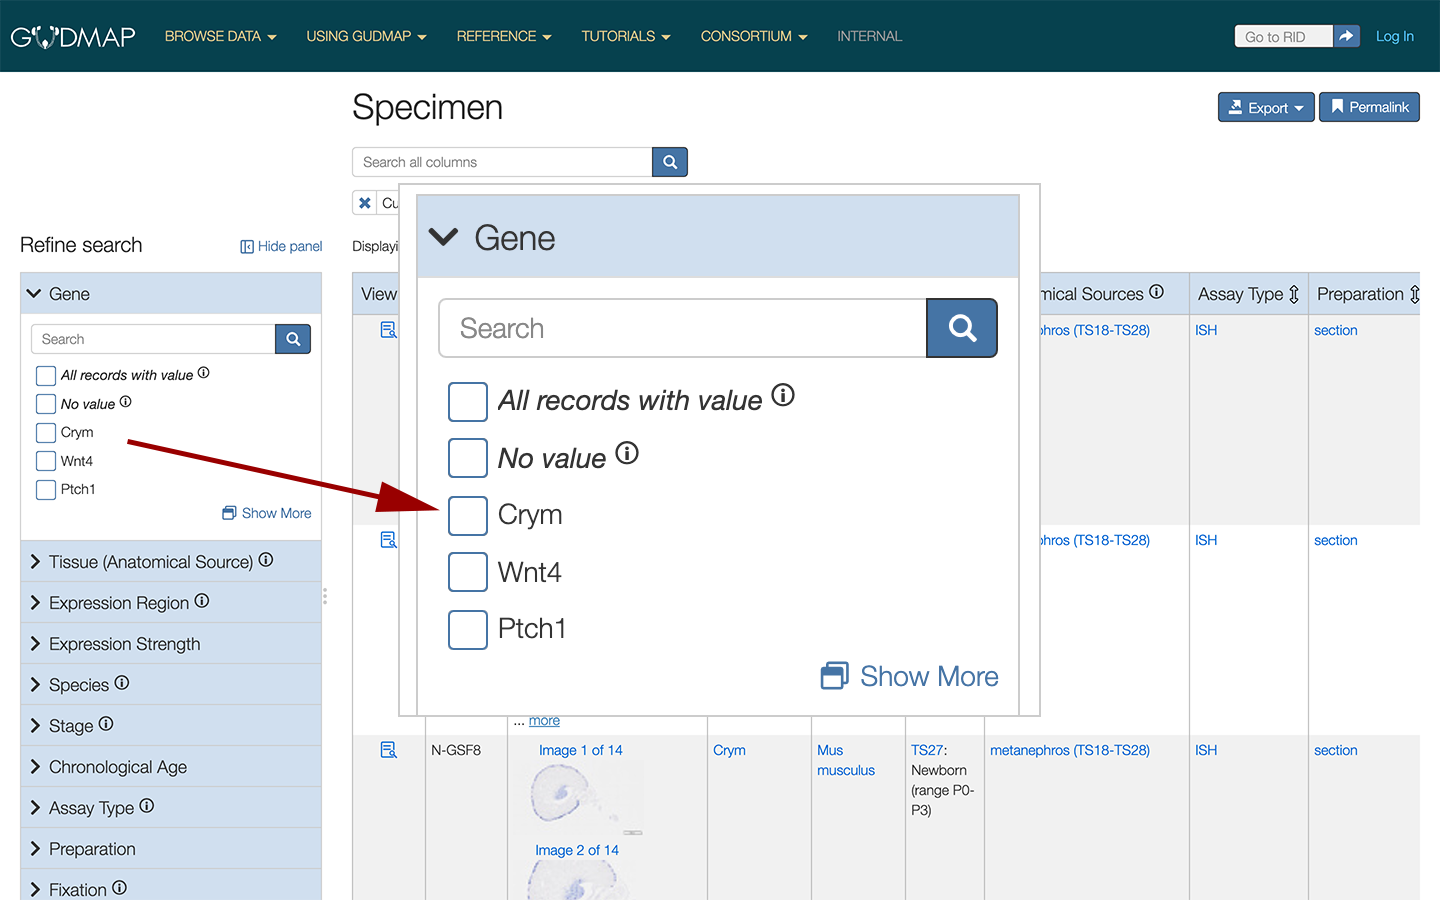 GUDMAP BROWSE DATA USING GUDMAP REFERENCE TUTORIALS CONSORTIUM INTERNAL Go to RID Log In
Specimen
Export Permalink
Search all columns
Cu
Refine search Hide panel
Displayi
Gene
Search
All records with value
No value
Crym
Wnt4
Ptch1
Show More
Tissue (Anatomical Source)
Expression Region
Expression Strength
Species
Stage
Chronological Age
Assay Type
Preparation
Fixation
Gene
Search
All records with value
No value
Crym
Wnt4
Ptch1
Show More
View mical Sources Assay Type Preparation
phros (TS18-TS28) ISH section
phros (TS18-TS28) ISH section
... more
N-GSF8 Image 1 of 14 Crym Mus TS27: metanephros (TS18-TS28) ISH section
musculus Newborn
(range P0-
P3)
Image 2 of 14